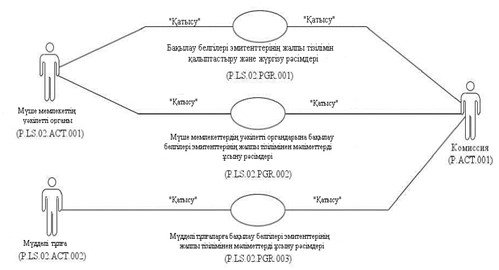 "Қатысу" "Қатысу"
Бақылау белгілері эмитенттерінің жалпы тізілімін
қалыптастыру және жүргізу рәсімдері
(P.LS.02.PGR.001)
"Қатысу" "Қатысу"
Мүше мемлекеттің
уәкілетті органы
(P.LS.02.ACT.001)
Мүше мемлекеттердің уәкілетті органдарына бақылау
белгілері эмитенттерінің жалпы тізілімінен мәліметтерді
ұсыну рәсімдері
(P.LS.02.PGR.002)
Комиссия
(P.ACT.001)
"Қатысу" "Қатысу"
Мүдделі тұлға
(P.LS.02.ACT.002)
Мүдделі тұлғаларға бақылау белгілері эмитенттерінің
жалпы тізілімінен мәліметтерді ұсыну рәсімдері
(P.LS.02.PGR.003)